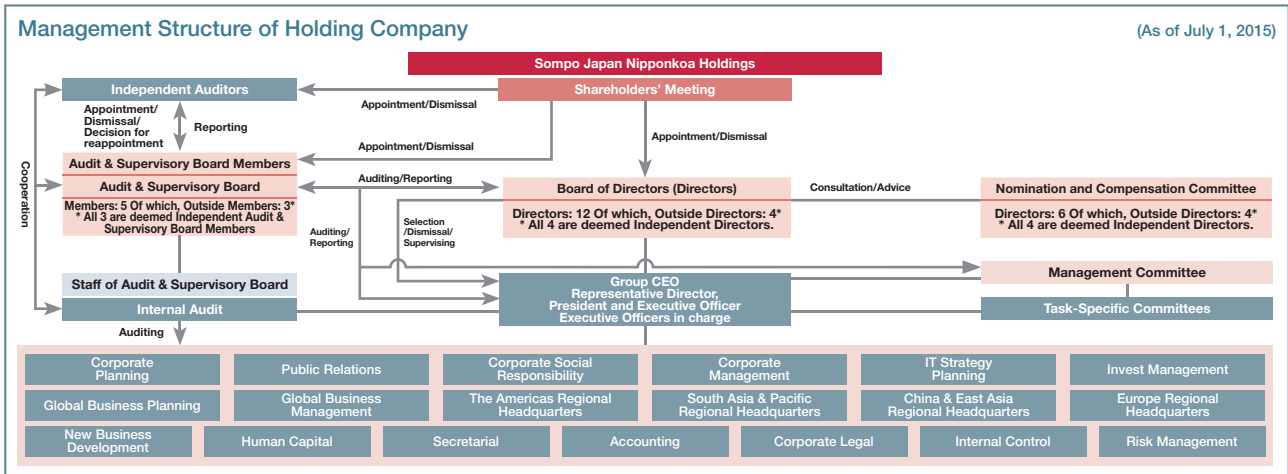 Management Structure of Holding Company
(As of July 1, 2015)
Sompo Japan Nipponkoa Holdings
Independent Auditors
Shareholders' Meeting
Appointment/
Dismissal/
Decision for
reappointment
Reporting
Appointment/Dismissal
Appointment/Dismissal
Appointment/Dismissal
Cooperation
Audit & Supervisory Board Members
Audit & Supervisory Board
Members: 5 Of which, Outside Members: 3*
* All 3 are deemed Independent Audit &
Supervisory Board Members
Auditing/Reporting
Board of Directors (Directors)
Directors: 12 Of which, Outside Directors: 4*
* All 4 are deemed Independent Directors.
Consultation/Advice
Nomination and Compensation Committee
Directors: 6 Of which, Outside Directors: 4*
* All 4 are deemed Independent Directors.
Auditing/
Reporting
Selection
/Dismissal/
Supervising
Staff of Audit & Supervisory Board
Internal Audit
Auditing
Group CEO
Representative Director,
President and Executive Officer
Executive Officers in charge
Management Committee
Task-Specific Committees
Corporate
Planning
Public Relations
Corporate Social
Responsibility
Corporate
Management
IT Strategy
Planning
Invest Management
Global Business Planning
Global Business
Management
The Americas Regional
Headquarters
South Asia & Pacific
Regional Headquarters
China & East Asia
Regional Headquarters
Europe Regional
Headquarters
New Business
Development
Human Capital
Secretarial
Accounting
Corporate Legal
Internal Control
Risk Management